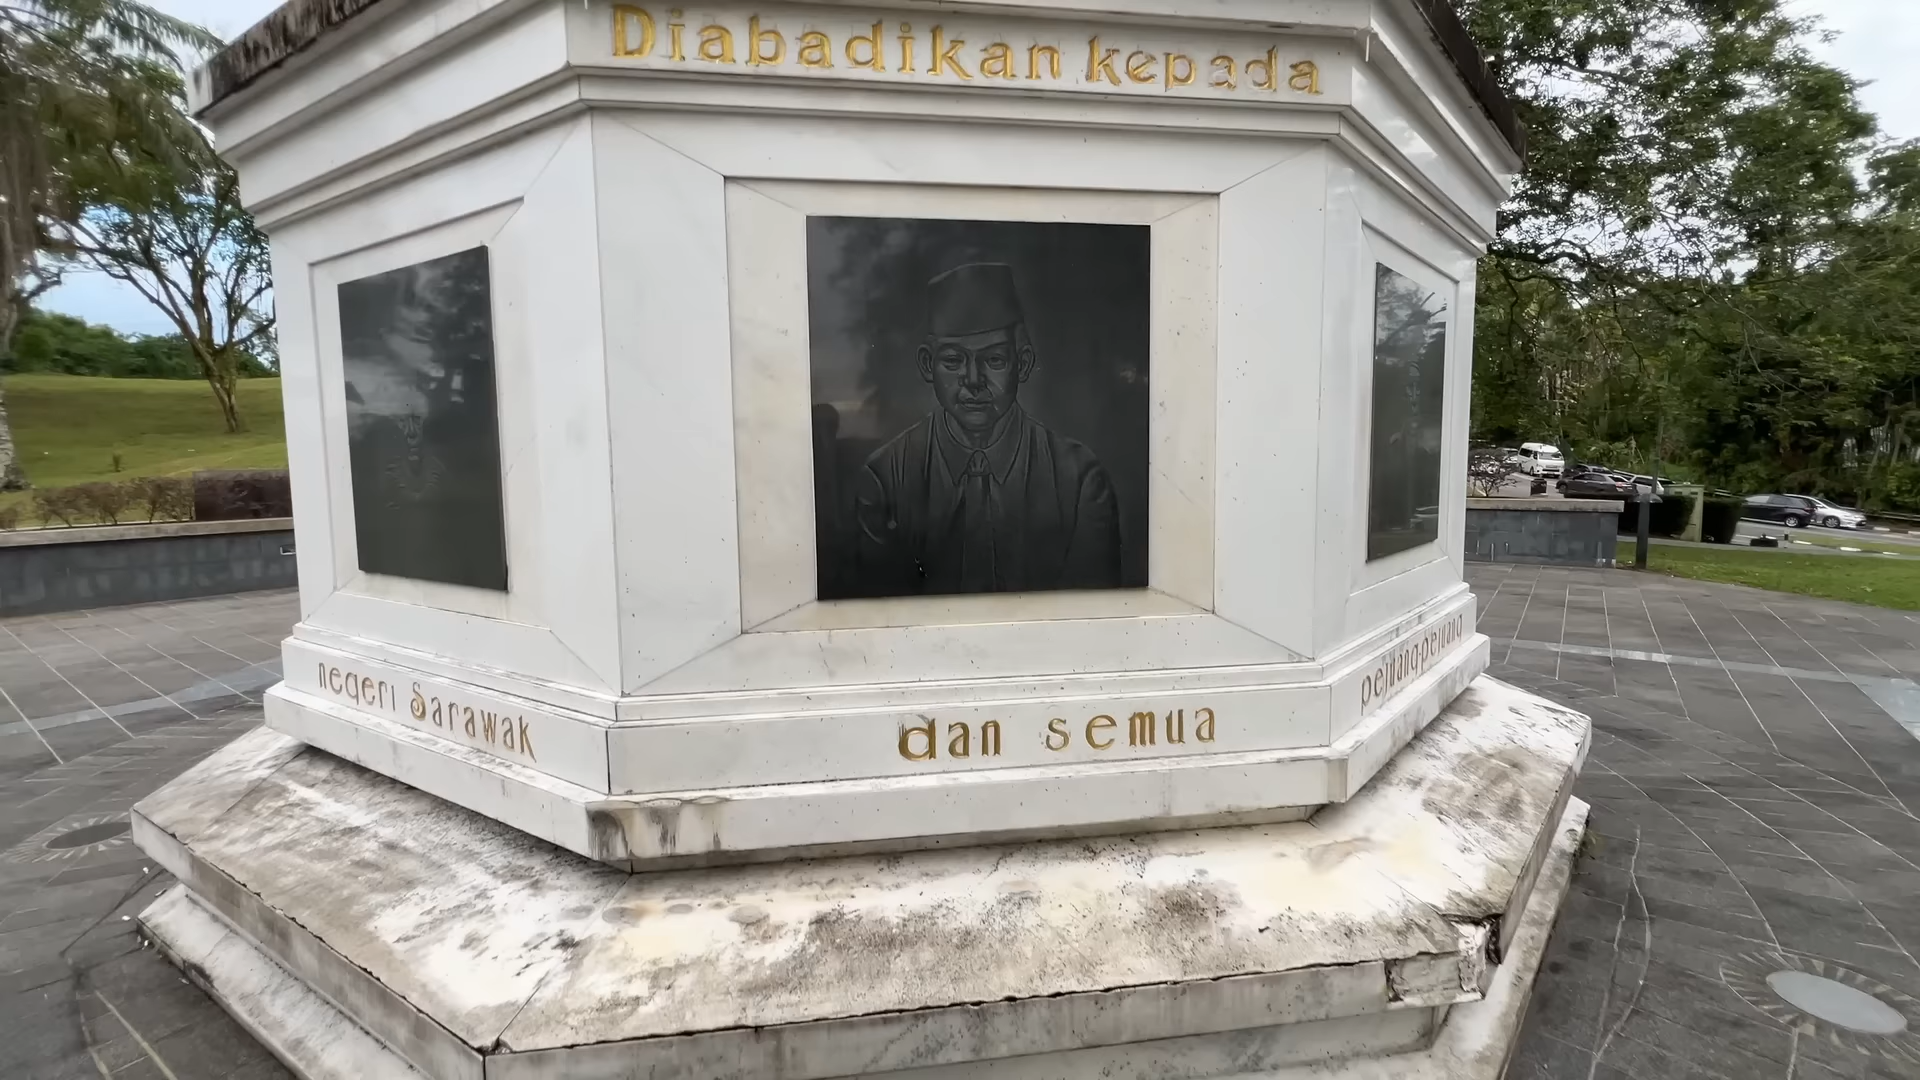 Diabadikan kepada
negeri Sarawak
dan semua
pejuang-pejuang